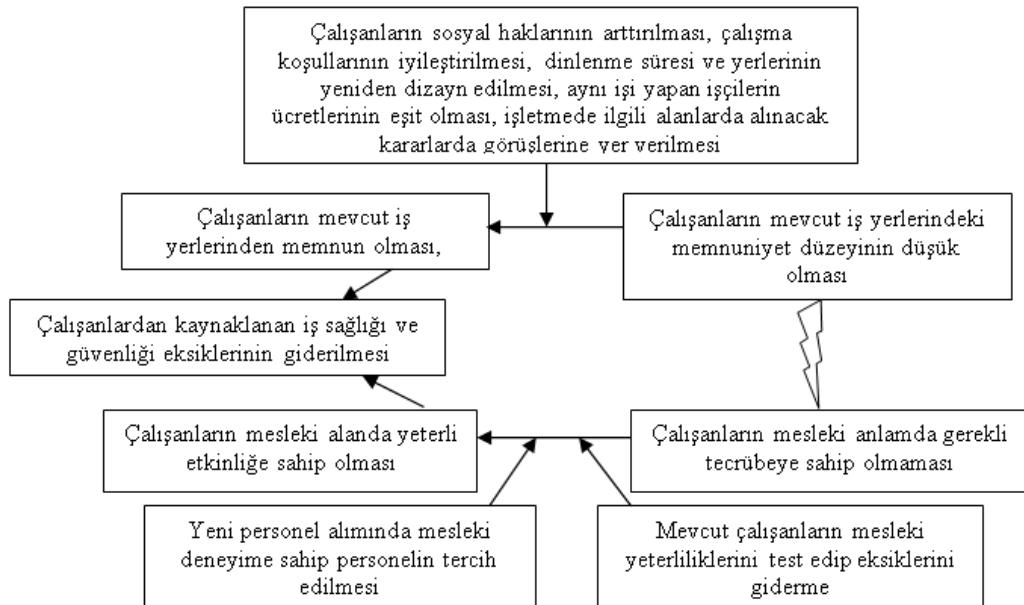 Çalışanların sosyal haklarının arttırılması, çalışma
koşullarının iyileştirilmesi, dinlenme süresi ve yerlerinin
yeniden dizayn edilmesi, aynı işi yapan işçilerin
ücretlerinin eşit olması, işletmede ilgili alanlarda alınacak
kararlarda görüşlerine yer verilmesi
Çalışanların mevcut iş
yerlerinden memnun olması,
Çalışanların mevcut iş yerlerindeki
memnuniyet düzeyinin düşük
olması
Çalışanlardan kaynaklanan iş sağlığı ve
güvenliği eksiklerinin giderilmesi
Çalışanların mesleki alanda yeterli
etkinliğe sahip olması
Çalışanların mesleki anlamda gerekli
tecrübeye sahip olmaması
Yeni personel alımında mesleki
deneyime sahip personelin tercih
edilmesi
Mevcut çalışanların mesleki
yeterliliklerini test edip eksiklerini
giderme